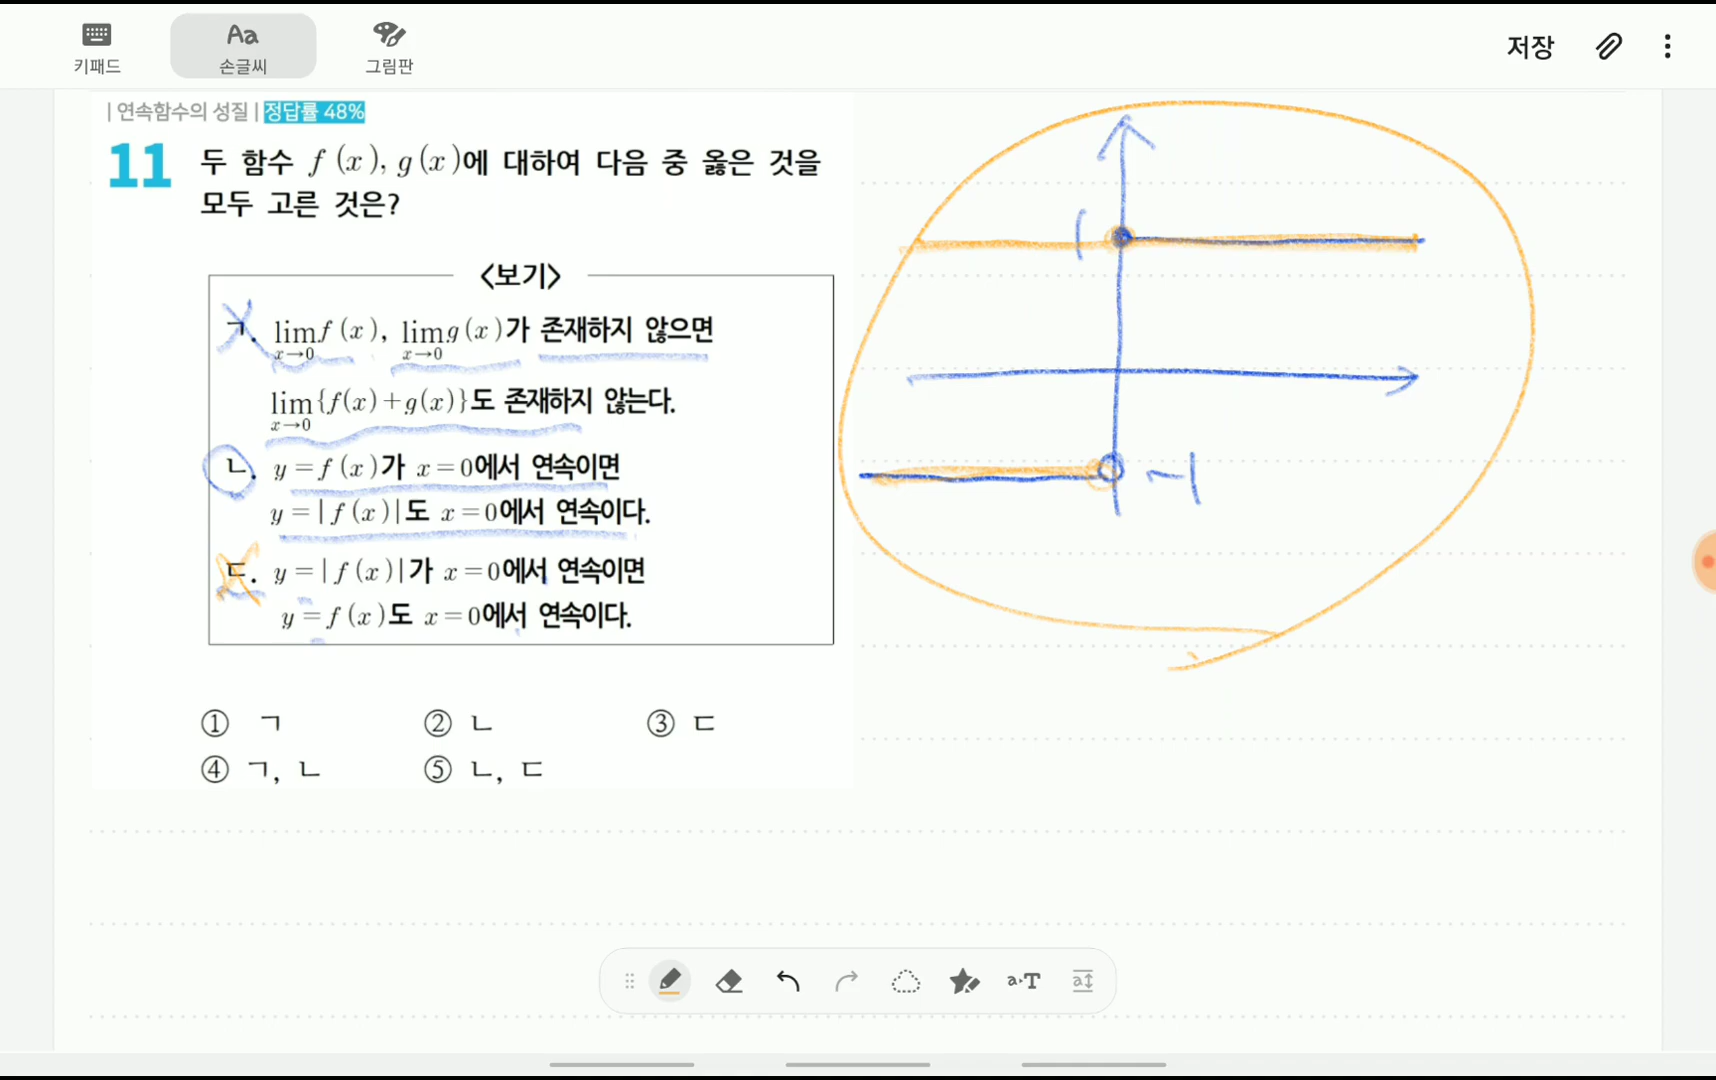 키패드
Aa
손글씨
그림판
저장
| 연속함수의 성질 | 정답률 48%
11 두 함수 f(x), g(x)에 대하여 다음 중 옳은 것을
모두 고른 것은?
<보기>
ㄱ. lim x→0 f(x), lim x→0 g(x)가 존재하지 않으면
lim x→0 {f(x)+g(x)}도 존재하지 않는다.
ㄴ. y=f(x)가 x=0에서 연속이면
y=|f(x)|도 x=0에서 연속이다.
ㄷ. y=|f(x)|가 x=0에서 연속이면
y=f(x)도 x=0에서 연속이다.
① ㄱ ② ㄴ ③ ㄷ
④ ㄱ, ㄴ ⑤ ㄴ, ㄷ
1
-1
a·T
a